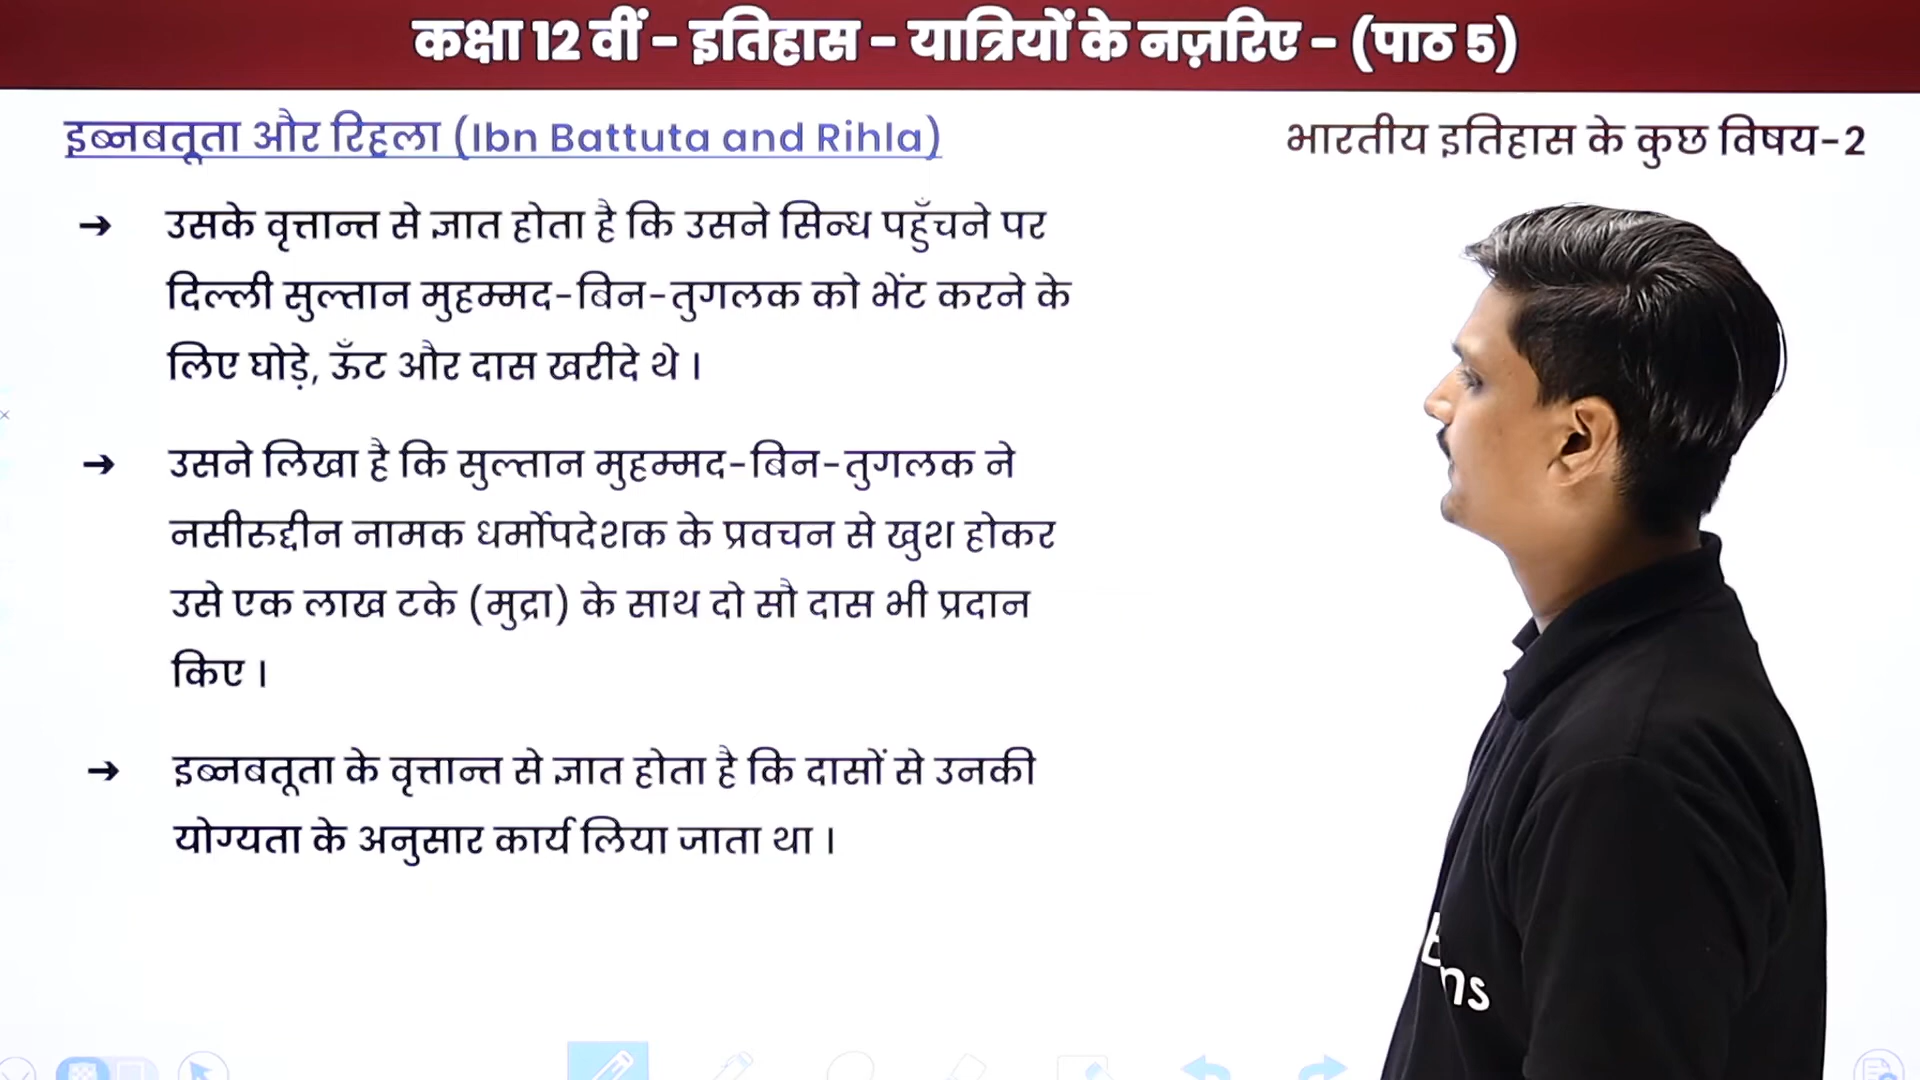 कक्षा 12 वीं - इतिहास - यात्रियों के नज़रिए - (पाठ 5)
इब्नबतूता और रिहला (Ibn Battuta and Rihla)
भारतीय इतिहास के कुछ विषय-2
→ उसके वृत्तान्त से ज्ञात होता है कि उसने सिन्ध पहुँचने पर
दिल्ली सुल्तान मुहम्मद-बिन-तुगलक को भेंट करने के
लिए घोड़े, ऊँट और दास खरीदे थे ।
→ उसने लिखा है कि सुल्तान मुहम्मद-बिन-तुगलक ने
नसीरुद्दीन नामक धर्मोपदेशक के प्रवचन से खुश होकर
उसे एक लाख टके (मुद्रा) के साथ दो सौ दास भी प्रदान
किए ।
→ इब्नबतूता के वृत्तान्त से ज्ञात होता है कि दासों से उनकी
योग्यता के अनुसार कार्य लिया जाता था ।